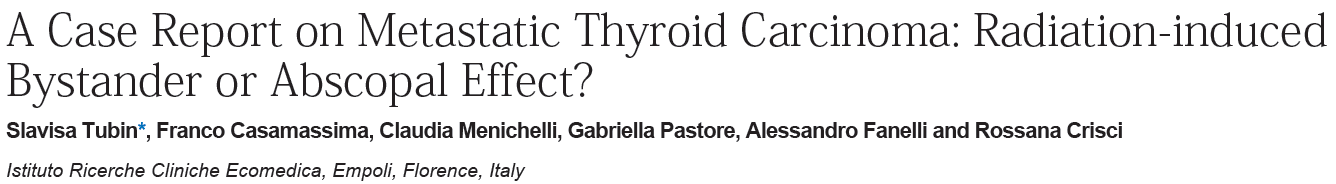 A Case Report on Metastatic Thyroid Carcinoma: Radiation-induced
Bystander or Abscopal Effect?
Slavisa Tubin*, Franco Casamassima, Claudia Menichelli, Gabriella Pastore, Alessandro Fanelli and Rossana Crisci
Istituto Ricerche Cliniche Ecomedica, Empoli, Florence, Italy